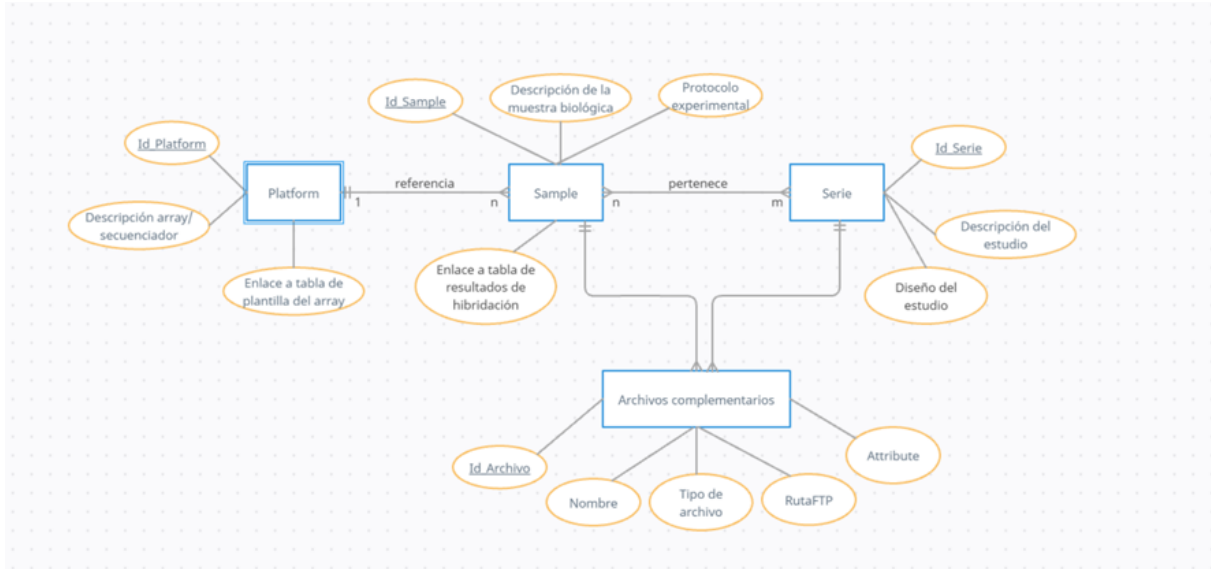 Id_Sample
Descripción de la
muestra biológica
Protocolo
experimental
Id_Platform
Id_Serie
Platform
referencia
1
n
Sample
pertenece
n
m
Serie
Descripción array/
secuenciador
Descripción del
estudio
Enlace a tabla de
plantilla del array
Enlace a tabla de
resultados de
hibridación
Diseño del
estudio
Archivos complementarios
Id_Archivo
Nombre
Tipo de
archivo
RutaFTP
Attribute